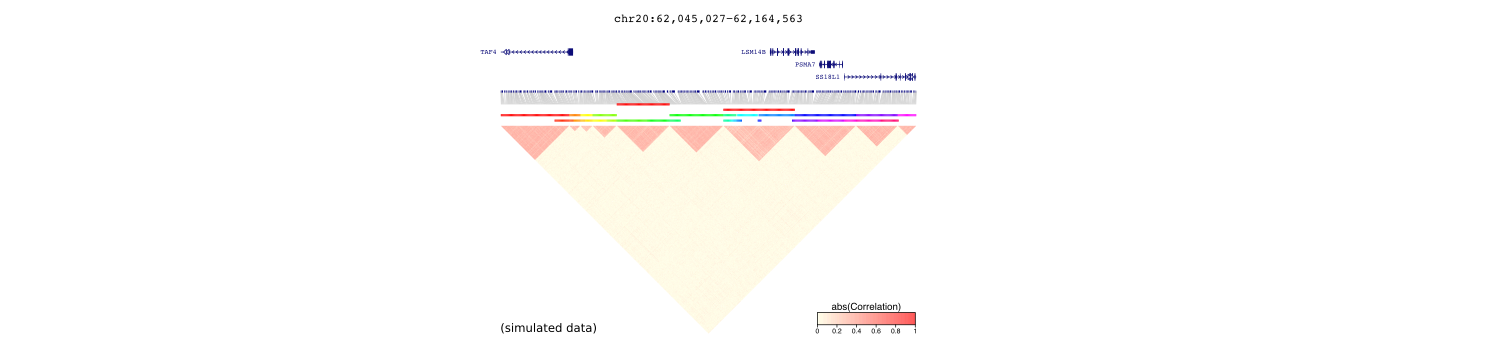 chr20:62,045,027-62,164,563
TAF4
LSM14B
PSMA7
SS18L1
abs(Correlation)
0 0.2 0.4 0.6 0.8 1
(simulated data)